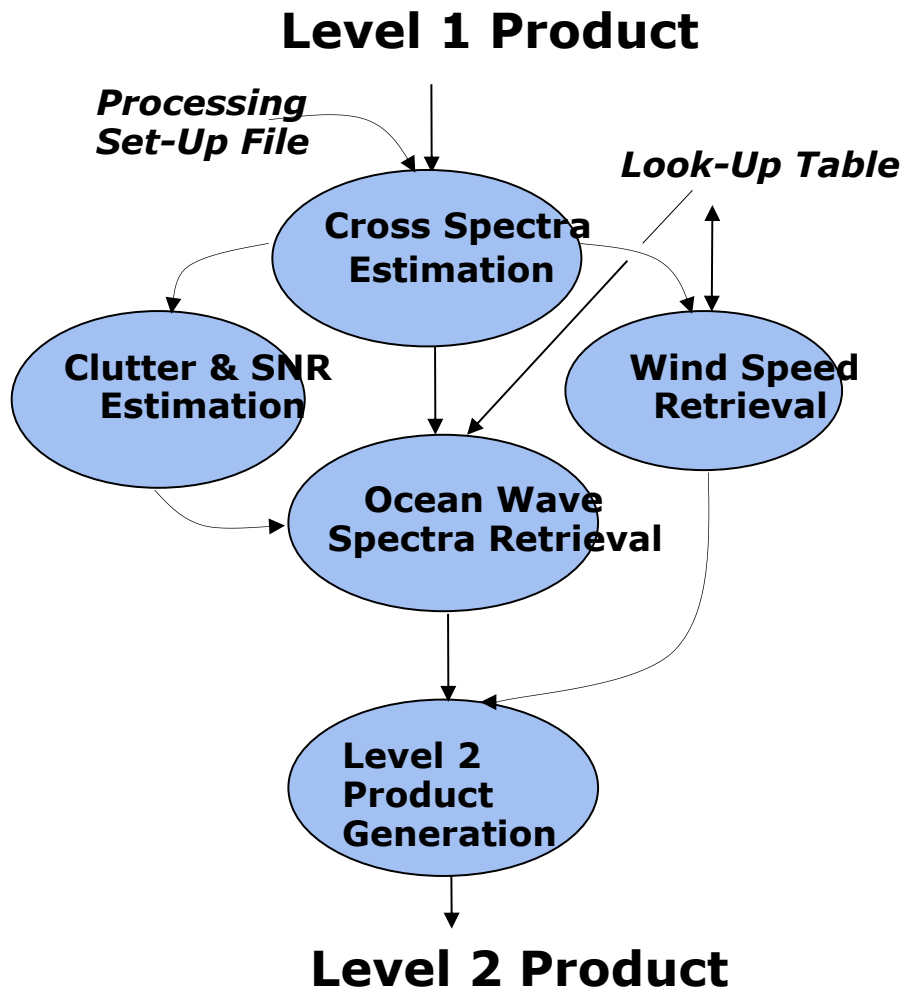 Level 1 Product
Processing
Set-Up File
Look-Up Table
Cross Spectra
Estimation
Clutter & SNR
Estimation
Wind Speed
Retrieval
Ocean Wave
Spectra Retrieval
Level 2
Product
Generation
Level 2 Product